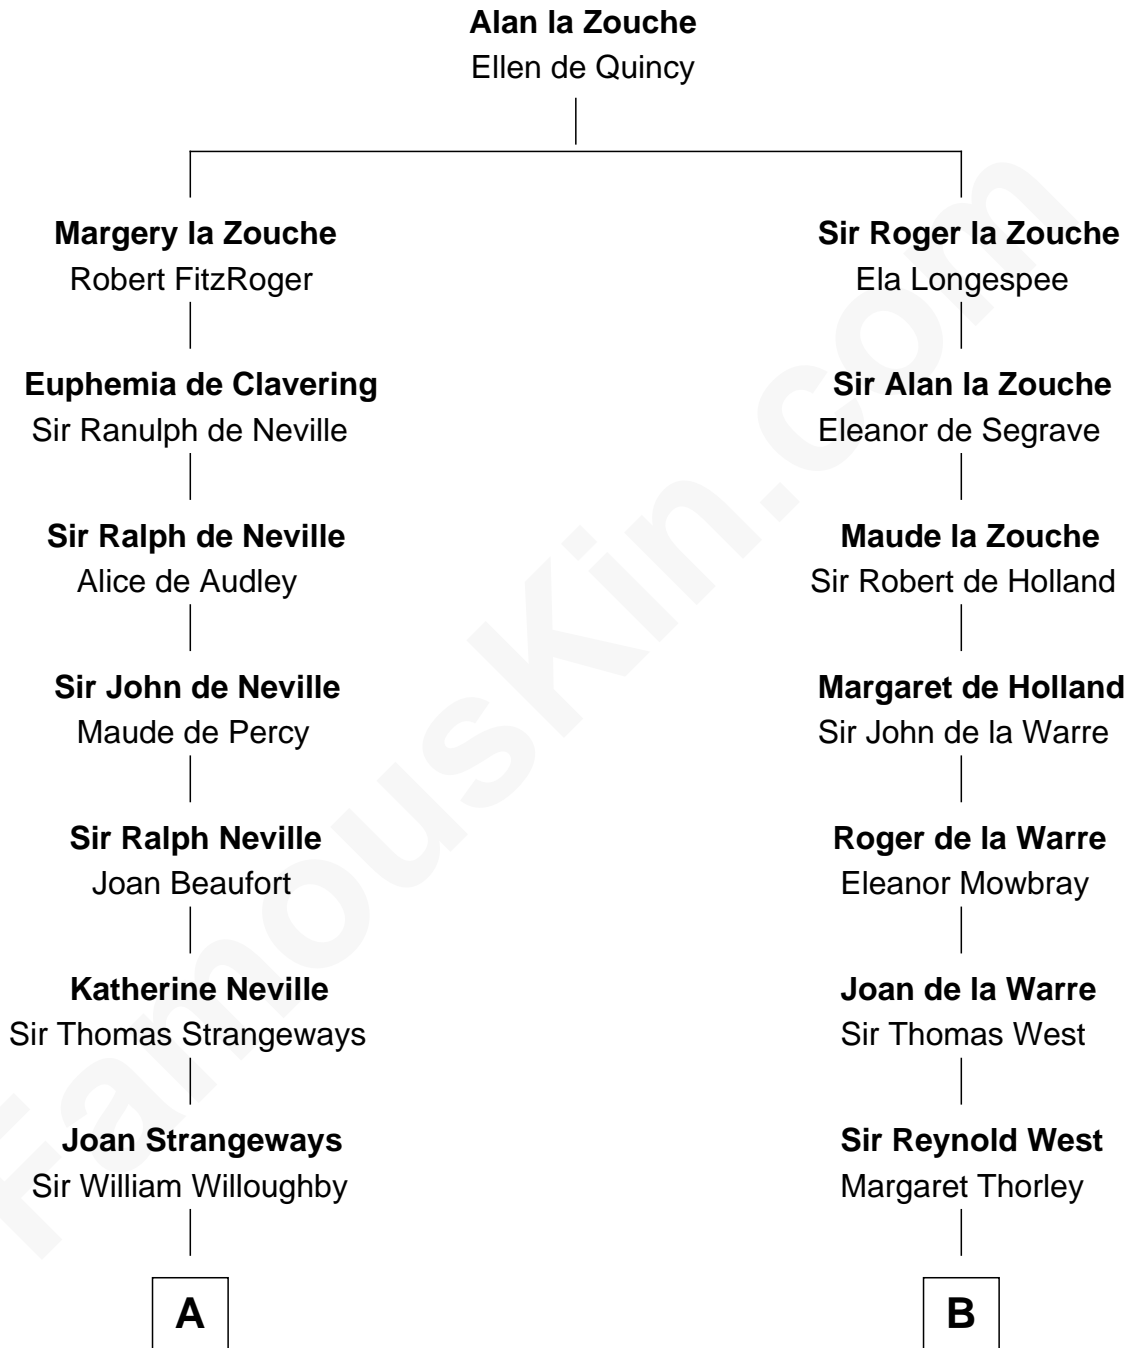 Alan la Zouche
Ellen de Quincy
Margery la Zouche
Robert FitzRoger
Sir Roger la Zouche
Ela Longespee
Euphemia de Clavering
Sir Ranulph de Neville
Sir Alan la Zouche
Eleanor de Segrave
Sir Ralph de Neville
Alice de Audley
Maude la Zouche
Sir Robert de Holland
Sir John de Neville
Maude de Percy
Margaret de Holland
Sir John de la Warre
Sir Ralph Neville
Joan Beaufort
Roger de la Warre
Eleanor Mowbray
Katherine Neville
Sir Thomas Strangeways
Joan de la Warre
Sir Thomas West
Joan Strangeways
Sir William Willoughby
Sir Reynold West
Margaret Thorley
A
B
FamousKin.com